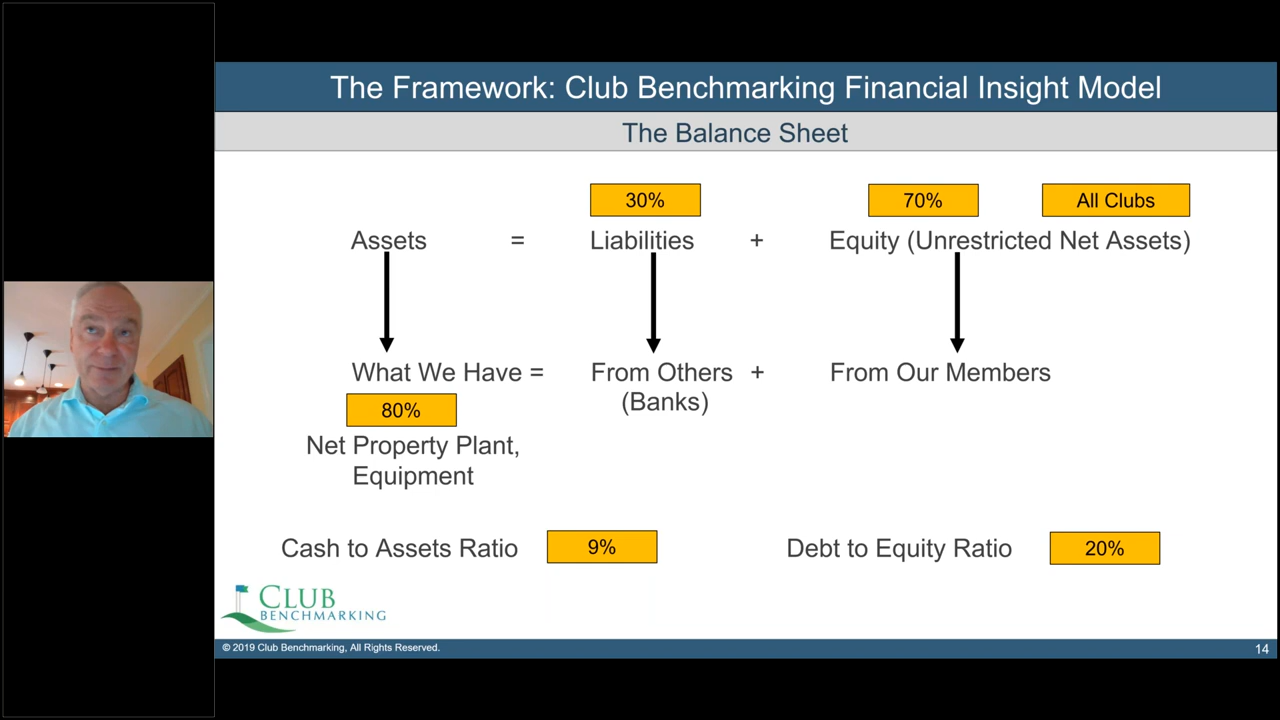 The Framework: Club Benchmarking Financial Insight Model
The Balance Sheet
30% 70% All Clubs
Assets = Liabilities + Equity (Unrestricted Net Assets)
What We Have = From Others + From Our Members
(Banks)
80%
Net Property Plant,
Equipment
Cash to Assets Ratio 9% Debt to Equity Ratio 20%
CLUB
BENCHMARKING
© 2019 Club Benchmarking, All Rights Reserved. 14